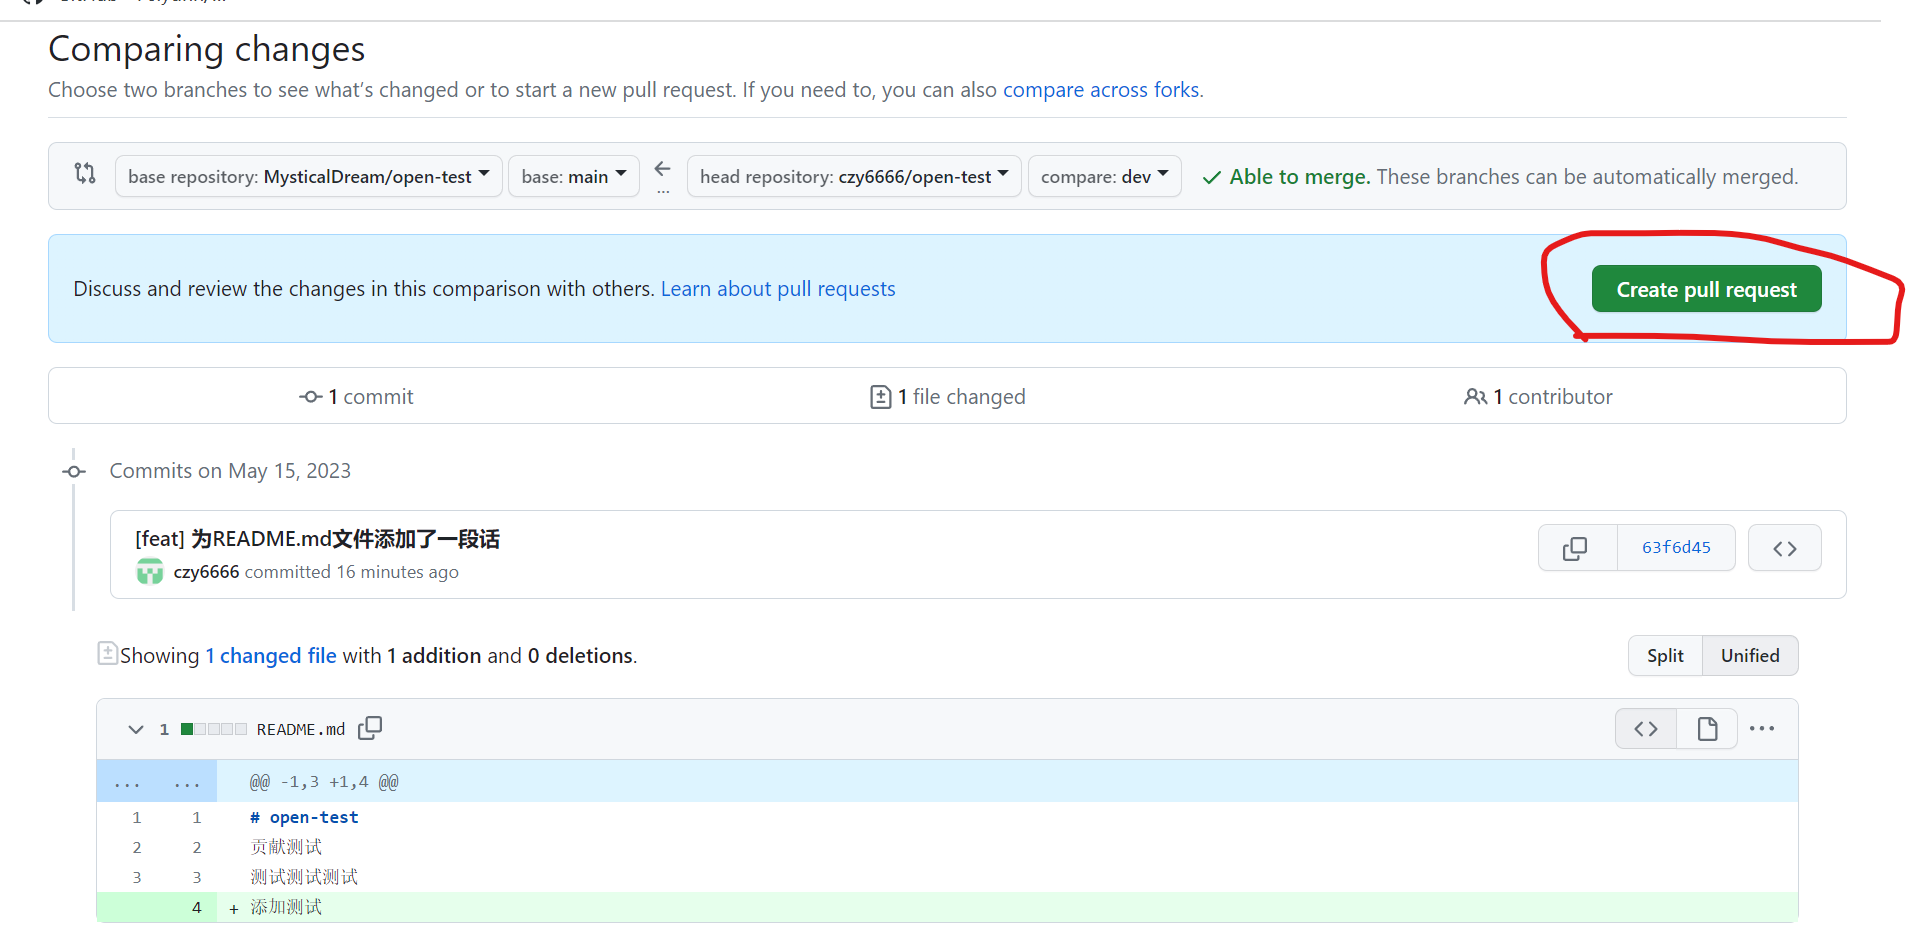 Comparing changes
Choose two branches to see what's changed or to start a new pull request. If you need to, you can also compare across forks.
base repository: MysticalDream/open-test base: main ← ... head repository: czy6666/open-test compare: dev Able to merge. These branches can be automatically merged.
Discuss and review the changes in this comparison with others. Learn about pull requests
Create pull request
1 commit 1 file changed 1 contributor
Commits on May 15, 2023
[feat] 为README.md文件添加了一段话
63f6d45
czy6666 committed 16 minutes ago
Showing 1 changed file with 1 addition and 0 deletions.
Split Unified
1 README.md
... ... @@ -1,3 +1,4 @@
1 1 # open-test
2 2 贡献测试
3 3 测试测试测试
4 + 添加测试